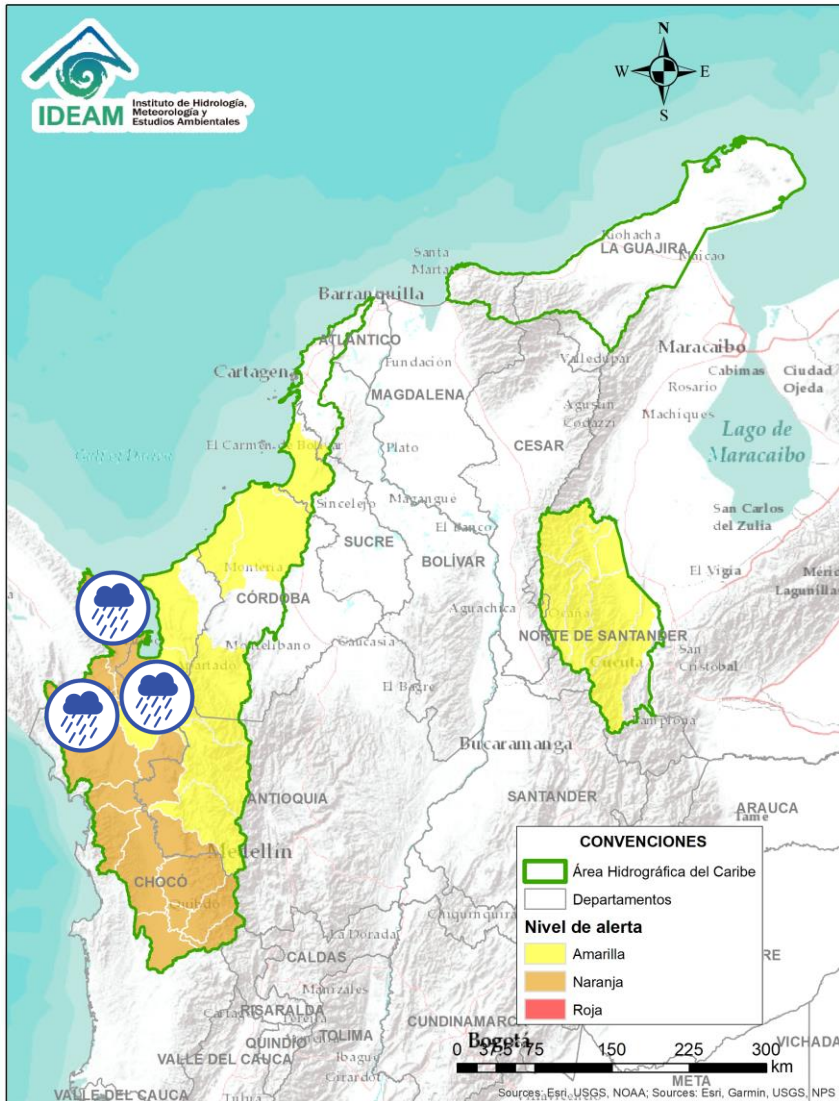 IDEAM
Instituto de Hidrología,
Meteorología y
Estudios Ambientales
N
W E
S
Riohacha
LA GUAJIRA
Maicao
Santa
Marta
Barranquilla
ATLÁNTICO
Cartagena
Fundación
Valledupar
Maracaibo
Cabimas
Ciudad
Ojeda
Rosario
Machiques
MAGDALENA
Agustín
Codazzi
CESAR
Lago de
Maracaibo
El Carmen de Bolívar
Plato
Sincelejo
Magangué
San Carlos
del Zulia
SUCRE
El Banco
BOLÍVAR
El Vigía
Lagunillas
Montería
CÓRDOBA
Aguachica
Ocaña
NORTE DE SANTANDER
Cúcuta
San
Cristóbal
Montelíbano
Caucasia
Apartadó
El Bagre
Pamplona
Bucaramanga
ANTIOQUIA
SANTANDER
ARAUCA
Tame
Medellín
CHOCÓ
Quibdó
CONVENCIONES
Área Hidrográfica del Caribe
Departamentos
Nivel de alerta
Amarilla
Naranja
Roja
La Dorada
CALDAS
Manizales
RISARALDA
QUINDÍO
TOLIMA
Ibagué
Girardot
VALLE DEL CAUCA
VALLE DEL CAUCA
Tuluá
Bogotá
VICHADA
META
0 37,5 75 150 225 300
km
Sources: Esri, USGS, NOAA; Sources: Esri, Garmin, USGS, NPS